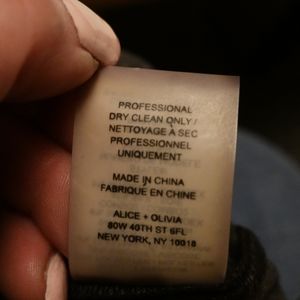 PROFESSIONAL
DRY CLEAN ONLY /
NETTOYAGE À SEC
PROFESSIONNEL
UNIQUEMENT
MADE IN CHINA
FABRIQUE EN CHINE
ALICE + OLIVIA
80W 40TH ST 6FL
NEW YORK, NY 10018